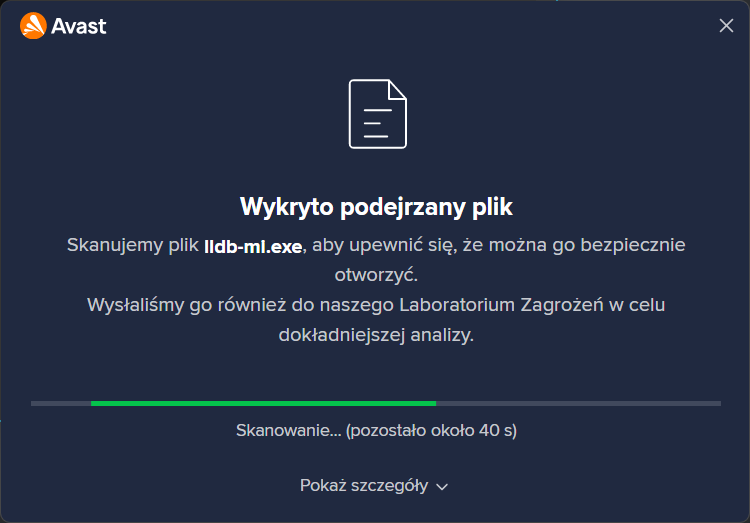 Avast
Wykryto podejrzany plik
Skanujemy plik lldb-ml.exe, aby upewnić się, że można go bezpiecznie
otworzyć.
Wysłaliśmy go również do naszego Laboratorium Zagrożeń w celu
dokładniejszej analizy.
Skanowanie... (pozostało około 40 s)
Pokaż szczegóły